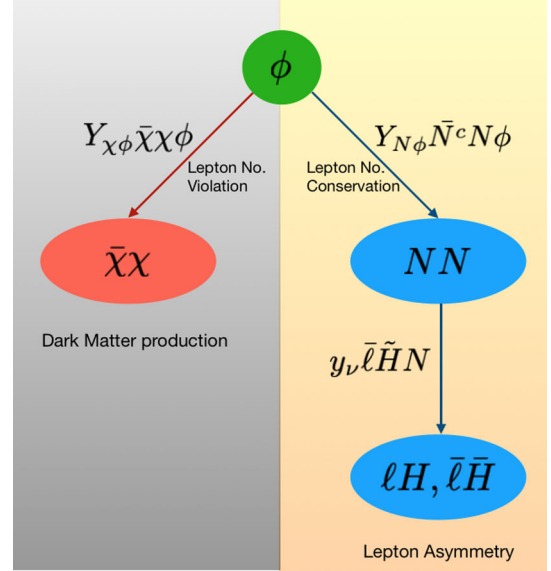 ϕ
Y_{χϕ} χ̄χϕ
Y_{Nϕ} N̄^c Nϕ
Lepton No.
Violation
Lepton No.
Conservation
χ̄χ
NN
Dark Matter production
y_ν ℓ̄H̃N
ℓH, ℓ̄H̄
Lepton Asymmetry